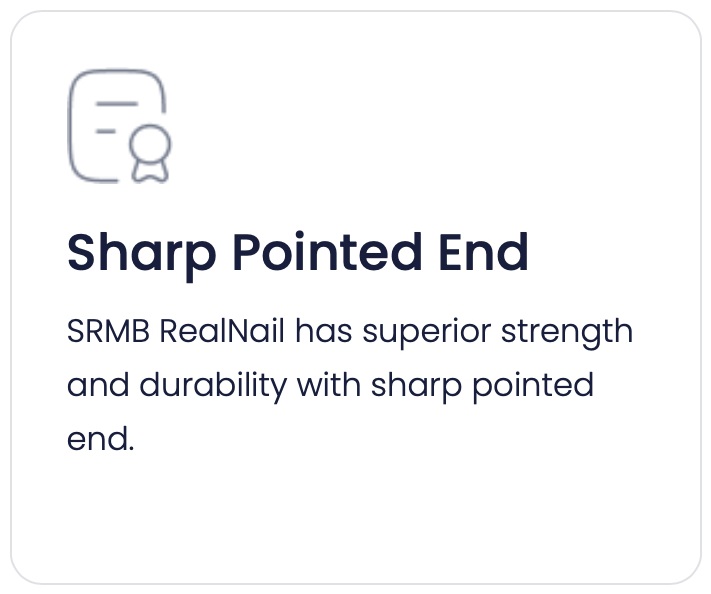 Sharp Pointed End
SRMB RealNail has superior strength
and durability with sharp pointed
end.